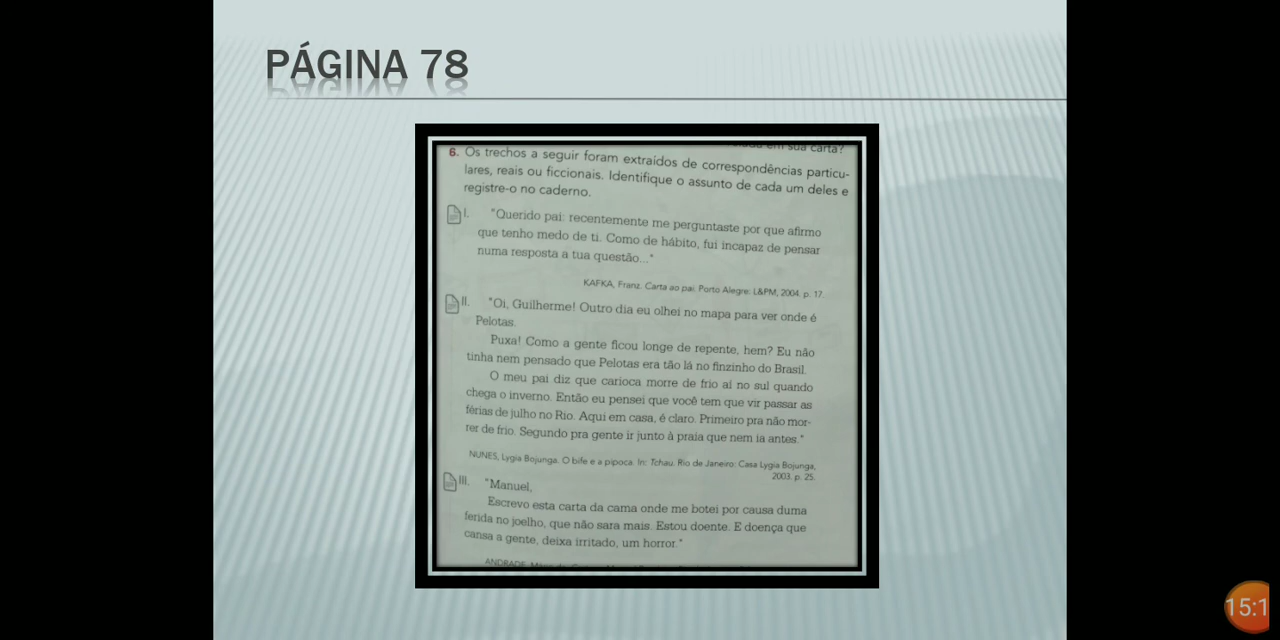 PÁGINA 78
em sua carta?
6. Os trechos a seguir foram extraídos de correspondências particu-
lares, reais ou ficcionais. Identifique o assunto de cada um deles e
registre-o no caderno.
I. "Querido pai: recentemente me perguntaste por que afirmo
que tenho medo de ti. Como de hábito, fui incapaz de pensar
numa resposta a tua questão..."
KAFKA, Franz. Carta ao pai. Porto Alegre: L&PM, 2004. p. 17.
II. "Oi, Guilherme! Outro dia eu olhei no mapa para ver onde é
Pelotas.
Puxa! Como a gente ficou longe de repente, hem? Eu não
tinha nem pensado que Pelotas era tão lá no finzinho do Brasil.
O meu pai diz que carioca morre de frio aí no sul quando
chega o inverno. Então eu pensei que você tem que vir passar as
férias de julho no Rio. Aqui em casa, é claro. Primeiro pra não mor-
rer de frio. Segundo pra gente ir junto à praia que nem ia antes."
NUNES, Lygia Bojunga. O bife e a pipoca. In: Tchau. Rio de Janeiro: Casa Lygia Bojunga,
2003. p. 25.
III. "Manuel,
Escrevo esta carta da cama onde me botei por causa duma
ferida no joelho, que não sara mais. Estou doente. E doença que
cansa a gente, deixa irritado, um horror."
ANDRADE,
15:1